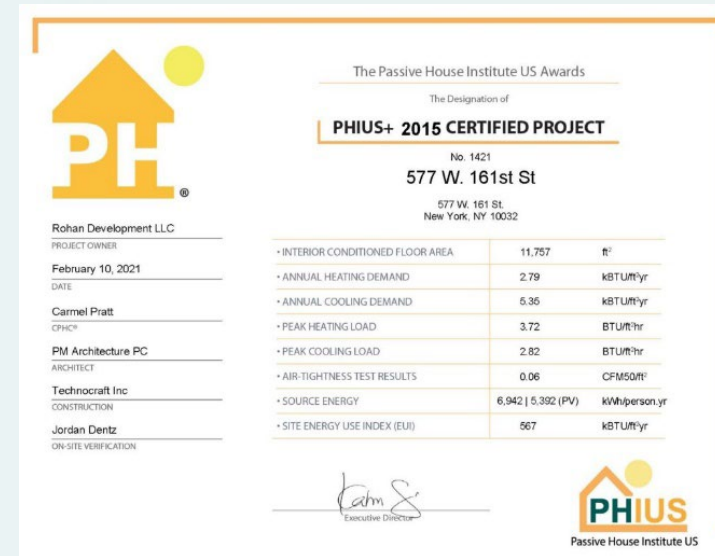 PH
®
The Passive House Institute US Awards
The Designation of
PHIUS+ 2015 CERTIFIED PROJECT
No. 1421
577 W. 161st St
577 W. 161 St.
New York, NY 10032
Rohan Development LLC
PROJECT OWNER
February 10, 2021
DATE
Carmel Pratt
CPHC®
PM Architecture PC
ARCHITECT
Technocraft Inc
CONSTRUCTION
Jordan Dentz
ON-SITE VERIFICATION
• INTERIOR CONDITIONED FLOOR AREA 11,757 ft²
• ANNUAL HEATING DEMAND 2.79 kBTU/ft²yr
• ANNUAL COOLING DEMAND 5.35 kBTU/ft²yr
• PEAK HEATING LOAD 3.72 BTU/ft²hr
• PEAK COOLING LOAD 2.82 BTU/ft²hr
• AIR-TIGHTNESS TEST RESULTS 0.06 CFM50/ft²
• SOURCE ENERGY 6,942 | 5,392 (PV) kWh/person.yr
• SITE ENERGY USE INDEX (EUI) 567 kBTU/ft²yr
Executive Director
PHIUS
Passive House Institute US